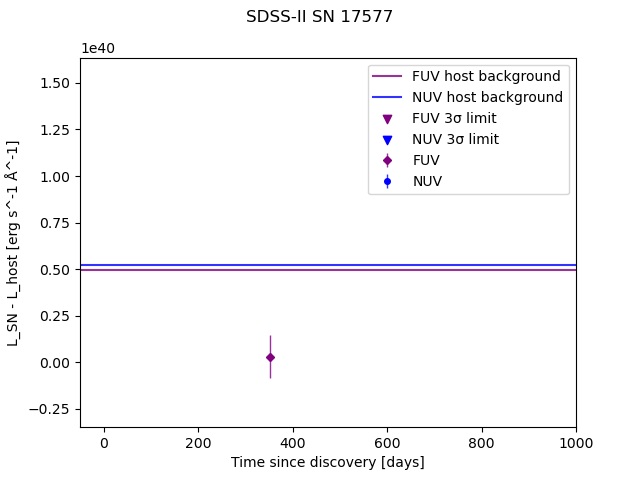 SDSS-II SN 17577
1e40
1.50
1.25
1.00
0.75
0.50
0.25
0.00
−0.25
L_SN - L_host [erg s^-1 Å^-1]
FUV host background
NUV host background
FUV 3σ limit
NUV 3σ limit
FUV
NUV
0 200 400 600 800 1000
Time since discovery [days]